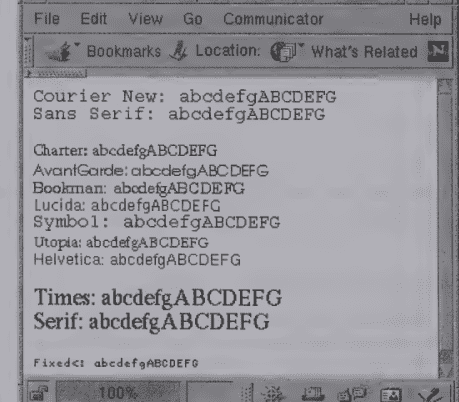 File Edit View Go Communicator Help
Bookmarks Location: What's Related N
Courier New: abcdefgABCDEFG
Sans Serif: abcdefgABCDEFG
Charter: abcdefgABCDEFG
AvantGarde: abcdefgABCDEFG
Bookman: abcdefgABCDEFG
Lucida: abcdefgABCDEFG
Symbol: abcdefgABCDEFG
Utopia: abcdefgABCDEFG
Helvetica: abcdefgABCDEFG
Times: abcdefgABCDEFG
Serif: abcdefgABCDEFG
Fixed<: abcdefgABCDEFG
100%